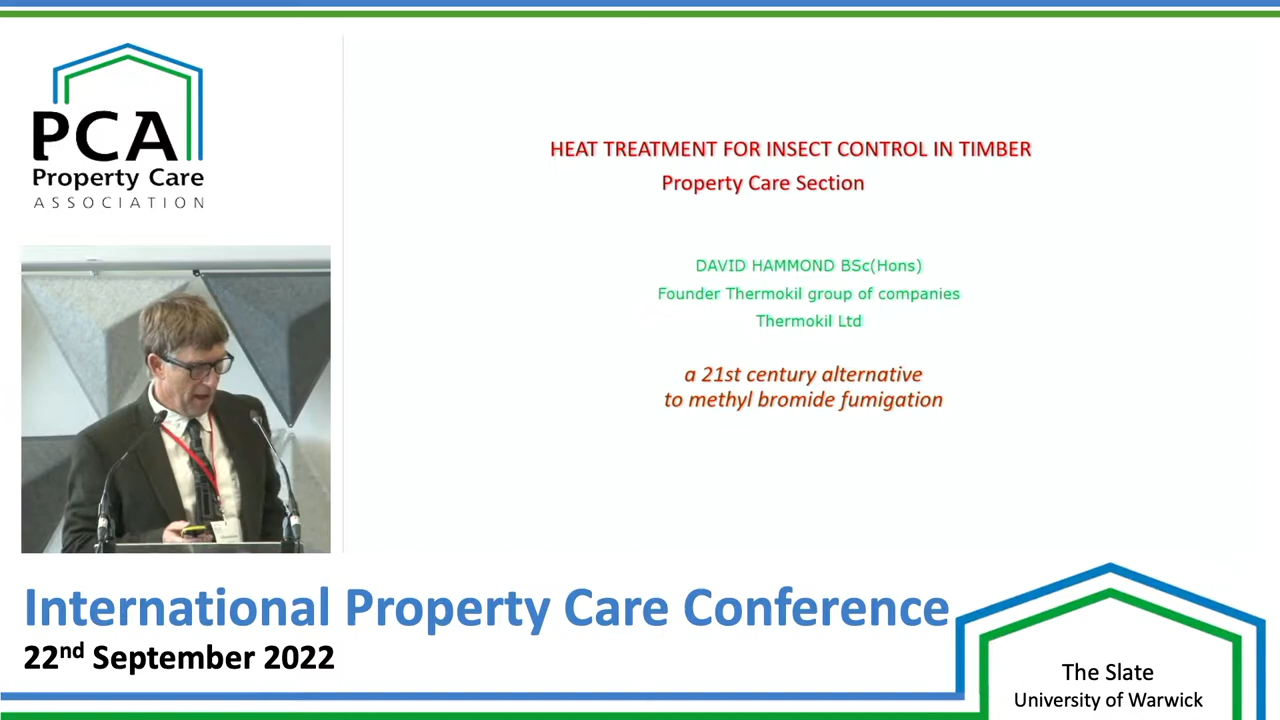 PCA
Property Care
ASSOCIATION
HEAT TREATMENT FOR INSECT CONTROL IN TIMBER
Property Care Section
DAVID HAMMOND BSc(Hons)
Founder Thermokil group of companies
Thermokil Ltd
a 21st century alternative
to methyl bromide fumigation
International Property Care Conference
22nd September 2022
The Slate
University of Warwick